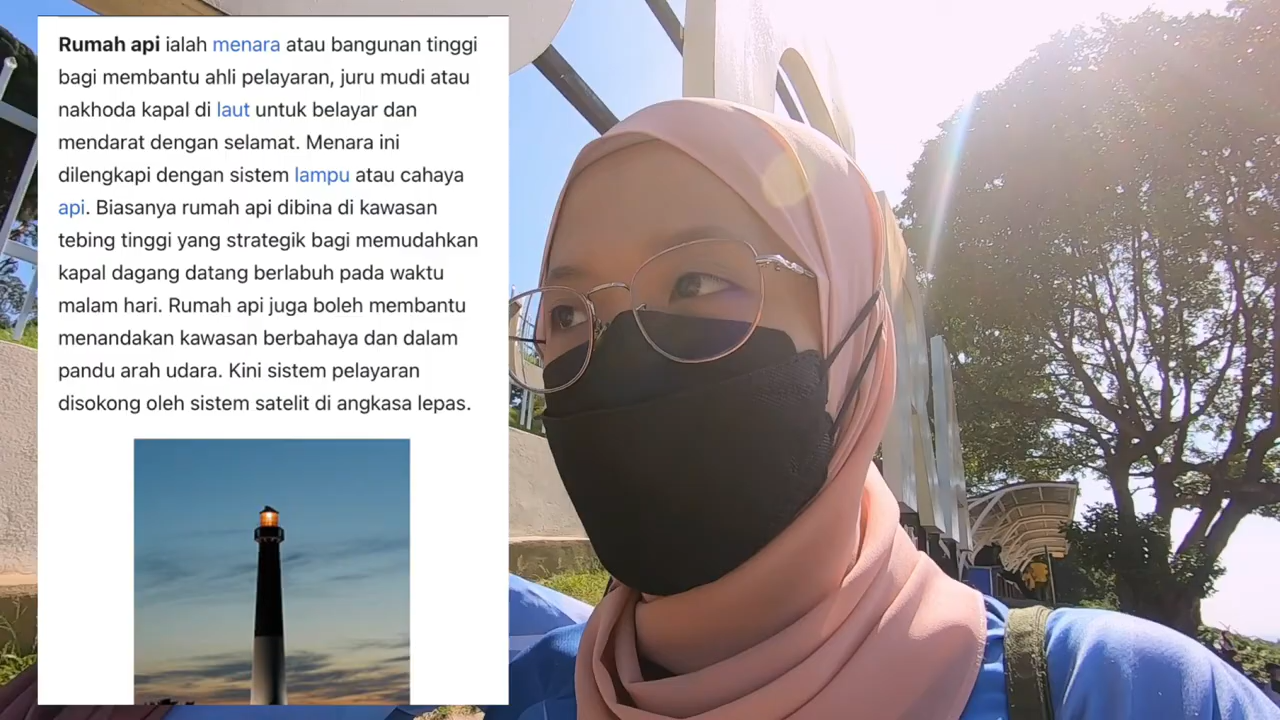 Rumah api ialah menara atau bangunan tinggi
bagi membantu ahli pelayaran, juru mudi atau
nakhoda kapal di laut untuk belayar dan
mendarat dengan selamat. Menara ini
dilengkapi dengan sistem lampu atau cahaya
api. Biasanya rumah api dibina di kawasan
tebing tinggi yang strategik bagi memudahkan
kapal dagang datang berlabuh pada waktu
malam hari. Rumah api juga boleh membantu
menandakan kawasan berbahaya dan dalam
pandu arah udara. Kini sistem pelayaran
disokong oleh sistem satelit di angkasa lepas.